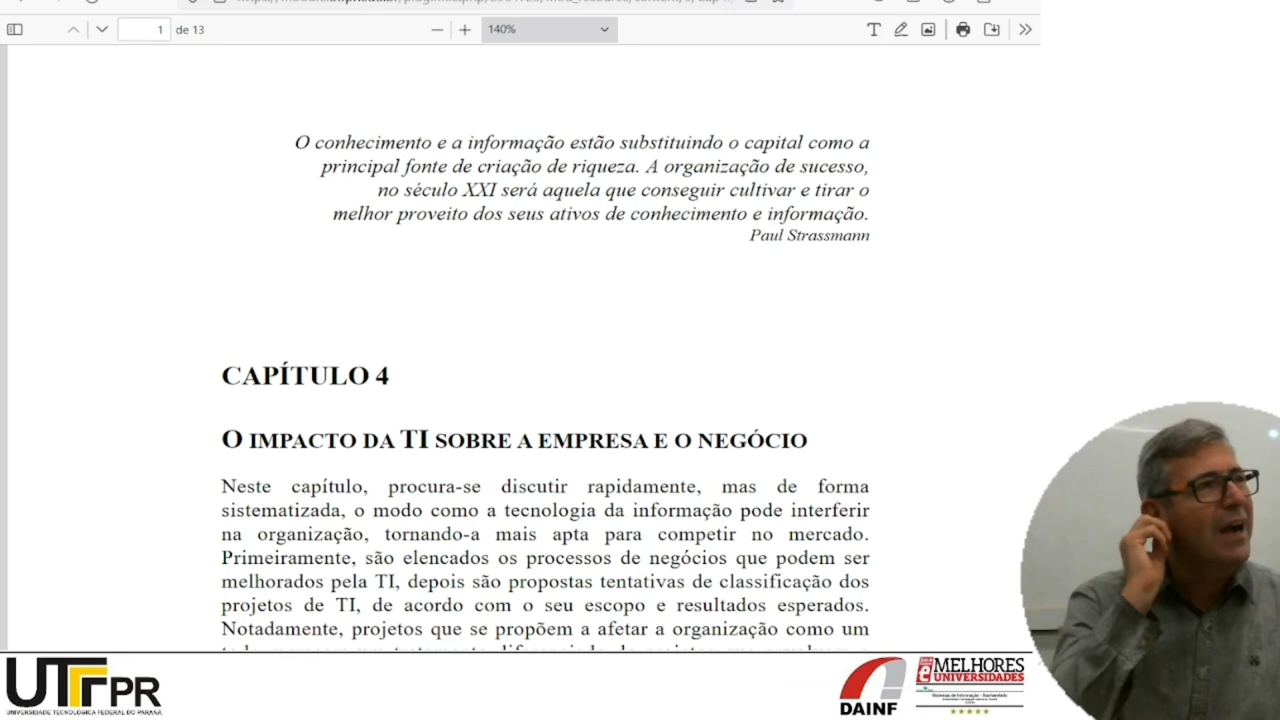 1 de 13
140%
O conhecimento e a informação estão substituindo o capital como a
principal fonte de criação de riqueza. A organização de sucesso,
no século XXI será aquela que conseguir cultivar e tirar o
melhor proveito dos seus ativos de conhecimento e informação.
Paul Strassmann
CAPÍTULO 4
O IMPACTO DA TI SOBRE A EMPRESA E O NEGÓCIO
Neste capítulo, procura-se discutir rapidamente, mas de forma
sistematizada, o modo como a tecnologia da informação pode interferir
na organização, tornando-a mais apta para competir no mercado.
Primeiramente, são elencados os processos de negócios que podem ser
melhorados pela TI, depois são propostas tentativas de classificação dos
projetos de TI, de acordo com o seu escopo e resultados esperados.
Notadamente, projetos que se propõem a afetar a organização como um
UTFPR
UNIVERSIDADE TECNOLÓGICA FEDERAL DO PARANÁ
DAINF
MELHORES
UNIVERSIDADES
Sistemas de Informação - Bacharelado